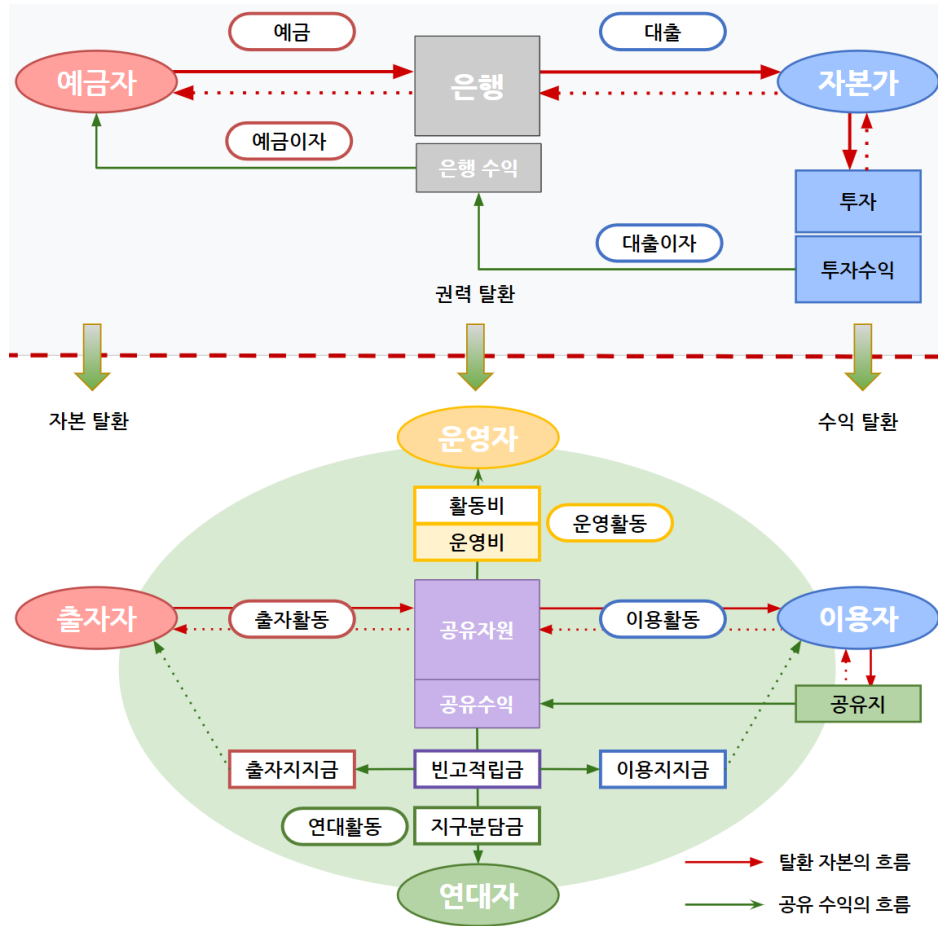 예금
대출
예금자
은행
자본가
예금이자
은행 수익
투자
대출이자
투자수익
권력 탈환
자본 탈환
수익 탈환
운영자
활동비
운영활동
운영비
출자자
출자활동
공유자원
이용활동
이용자
공유수익
공유지
출자지지금
빈고적립금
이용지지금
연대활동
지구분담금
탈환 자본의 흐름
연대자
공유 수익의 흐름